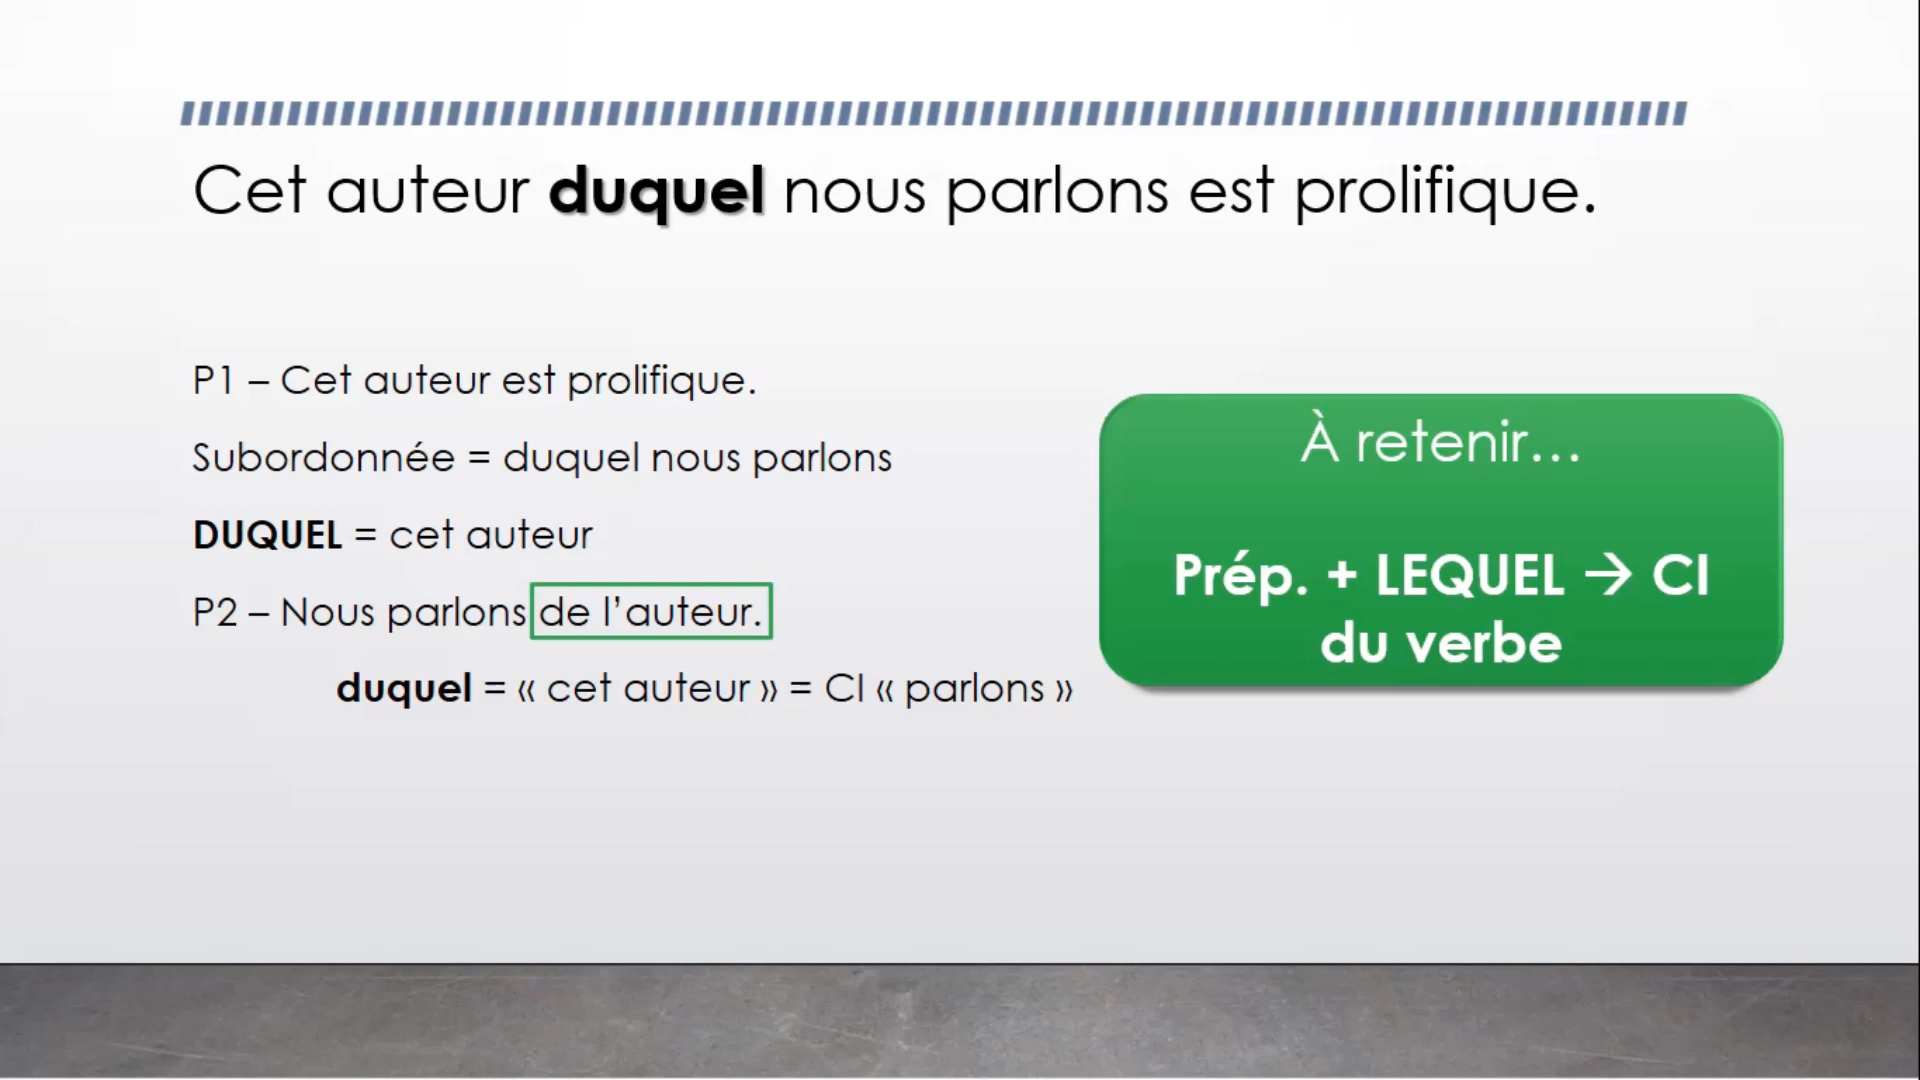 Cet auteur duquel nous parlons est prolifique.
P1 – Cet auteur est prolifique.
Subordonnée = duquel nous parlons
DUQUEL = cet auteur
P2 – Nous parlons de l’auteur.
duquel = « cet auteur » = CI « parlons »
À retenir…
Prép. + LEQUEL → CI
du verbe